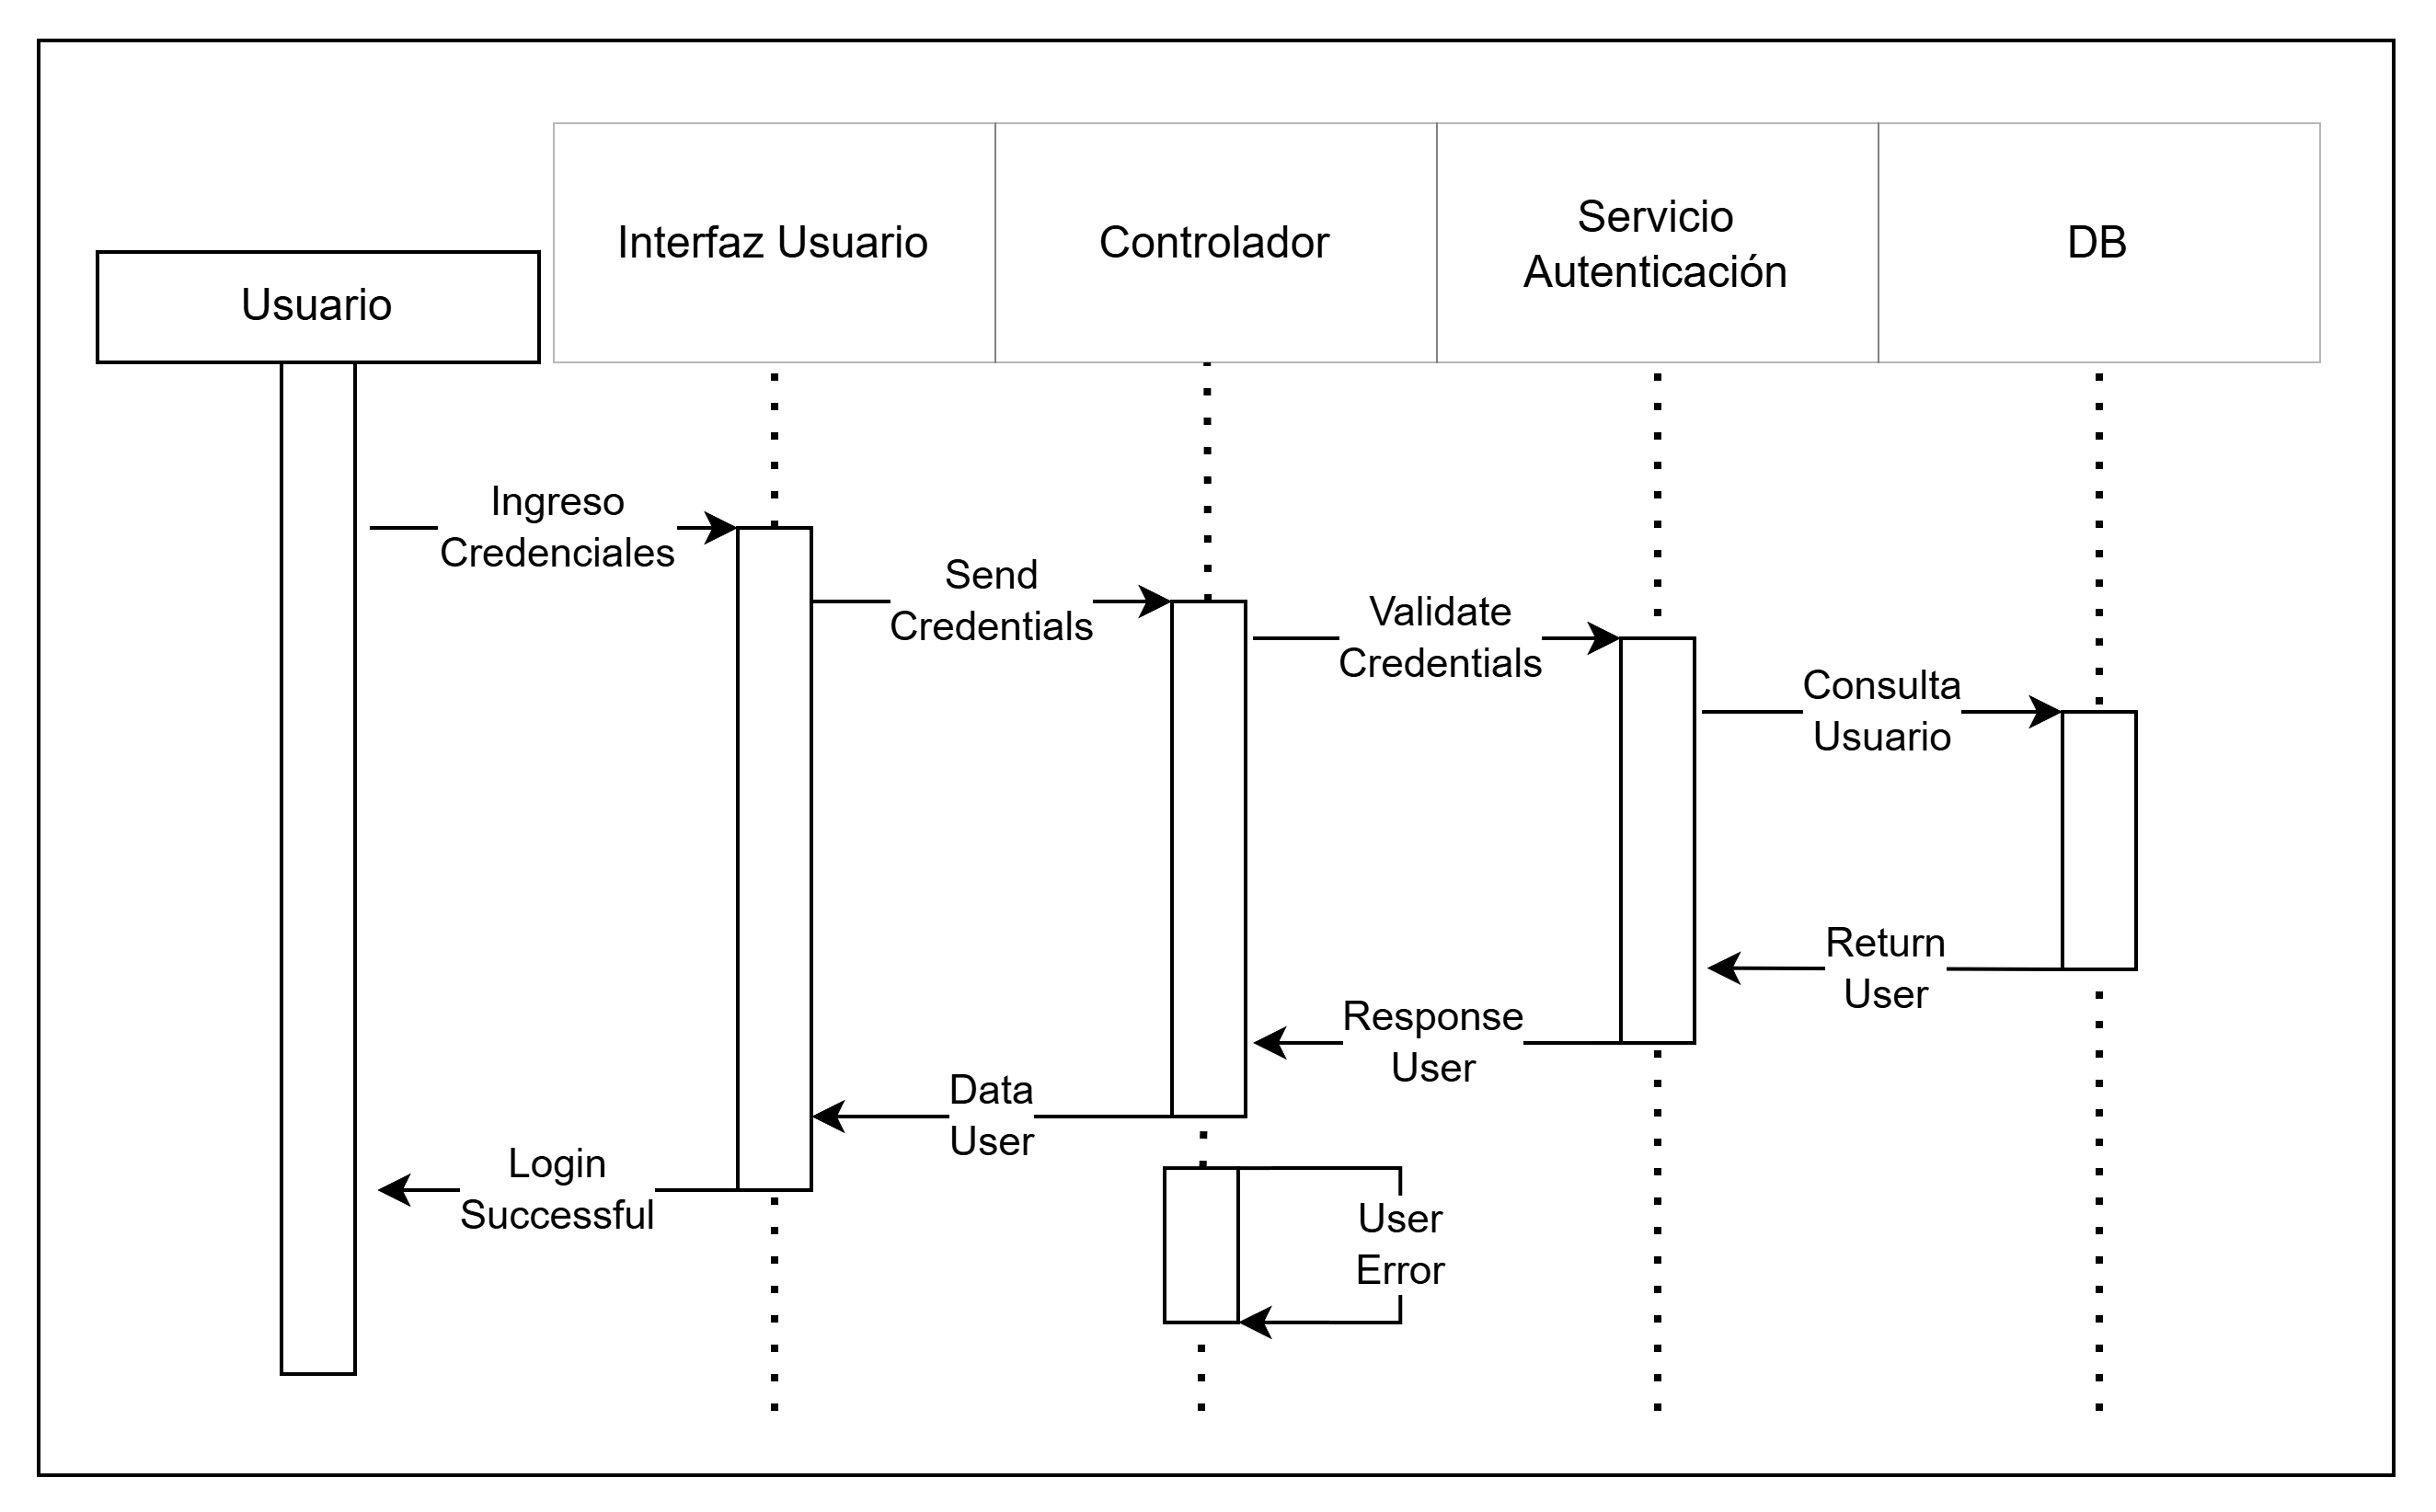 Usuario
Interfaz Usuario
Controlador
Servicio
Autenticación
DB
Ingreso
Credenciales
Send
Credentials
Validate
Credentials
Consulta
Usuario
Return
User
Response
User
Data
User
Login
Successful
User
Error